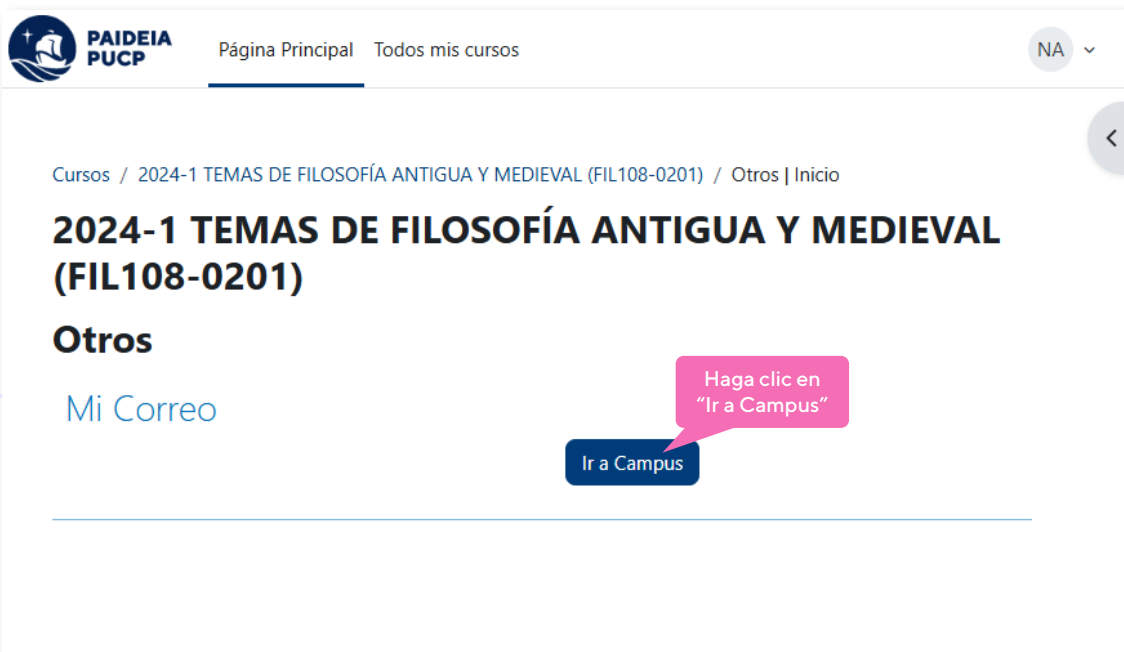 PAIDEIA
PUCP
Página Principal Todos mis cursos
NA
Cursos / 2024-1 TEMAS DE FILOSOFÍA ANTIGUA Y MEDIEVAL (FIL108-0201) / Otros | Inicio
2024-1 TEMAS DE FILOSOFÍA ANTIGUA Y MEDIEVAL
(FIL108-0201)
Otros
Haga clic en
“Ir a Campus”
Mi Correo
Ir a Campus